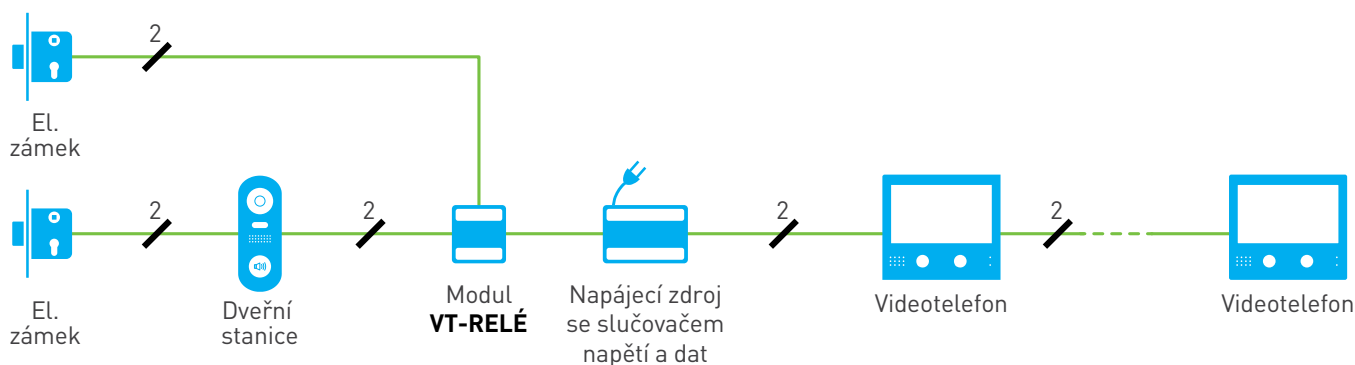 2
El.
zámek
2
2
2
2
El.
zámek
Dveřní
stanice
Modul
VT-RELÉ
Napájecí zdroj
se slučovačem
napětí a dat
Videotelefon
Videotelefon